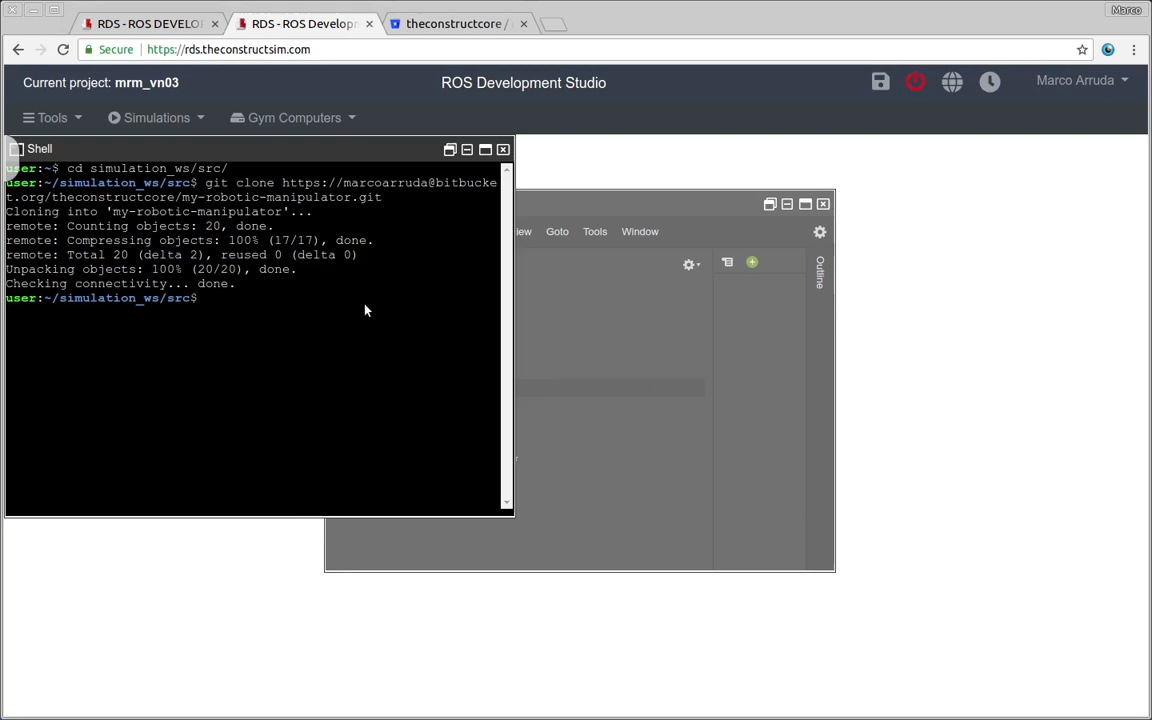 Marco
RDS - ROS DEVELOP
RDS - ROS Developm
theconstructcore /
Secure
https://rds.theconstructsim.com
Current project: mrm_vn03
ROS Development Studio
Marco Arruda
Tools
Simulations
Gym Computers
Shell
user:~$ cd simulation_ws/src/
user:~/simulation_ws/src$ git clone https://marcoarruda@bitbucke
t.org/theconstructcore/my-robotic-manipulator.git
Cloning into 'my-robotic-manipulator'...
remote: Counting objects: 20, done.
remote: Compressing objects: 100% (17/17), done.
remote: Total 20 (delta 2), reused 0 (delta 0)
Unpacking objects: 100% (20/20), done.
Checking connectivity... done.
user:~/simulation_ws/src$
iew Goto Tools Window
Outline